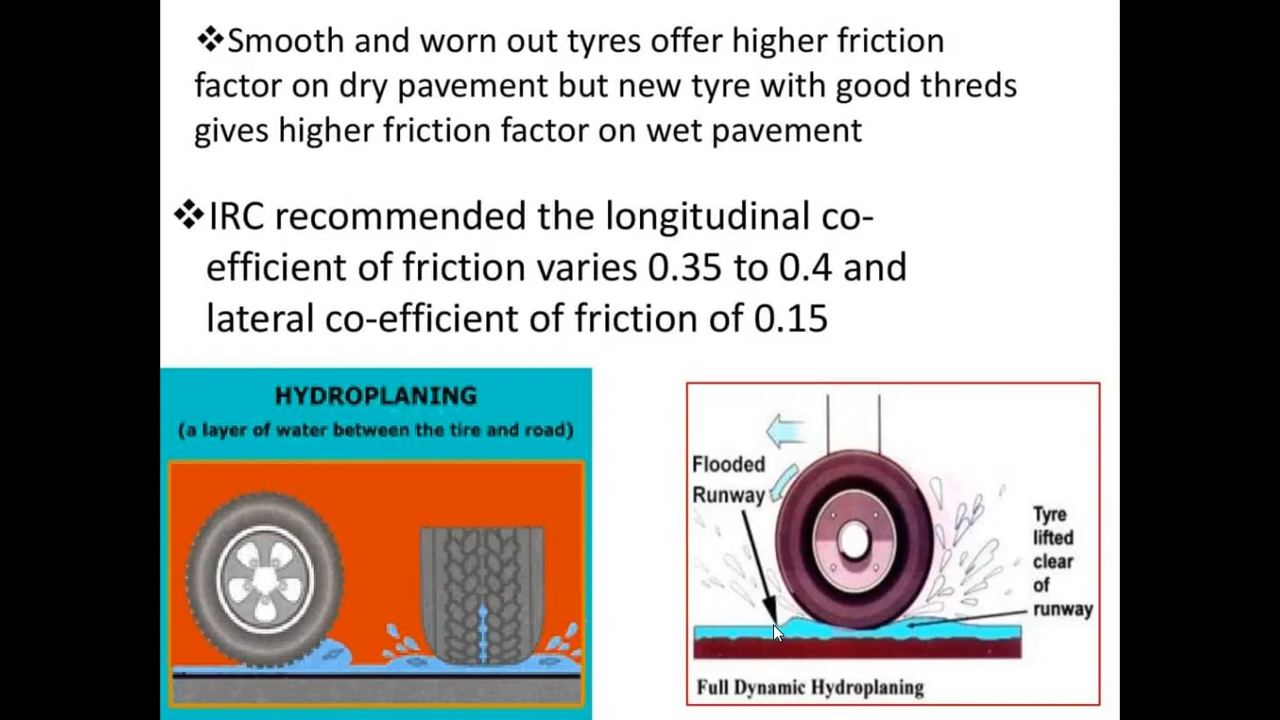 ❖Smooth and worn out tyres offer higher friction
factor on dry pavement but new tyre with good threds
gives higher friction factor on wet pavement
❖IRC recommended the longitudinal co-
efficient of friction varies 0.35 to 0.4 and
lateral co-efficient of friction of 0.15
HYDROPLANING
(a layer of water between the tire and road)
Flooded
Runway
Tyre
lifted
clear
of
runway
Full Dynamic Hydroplaning